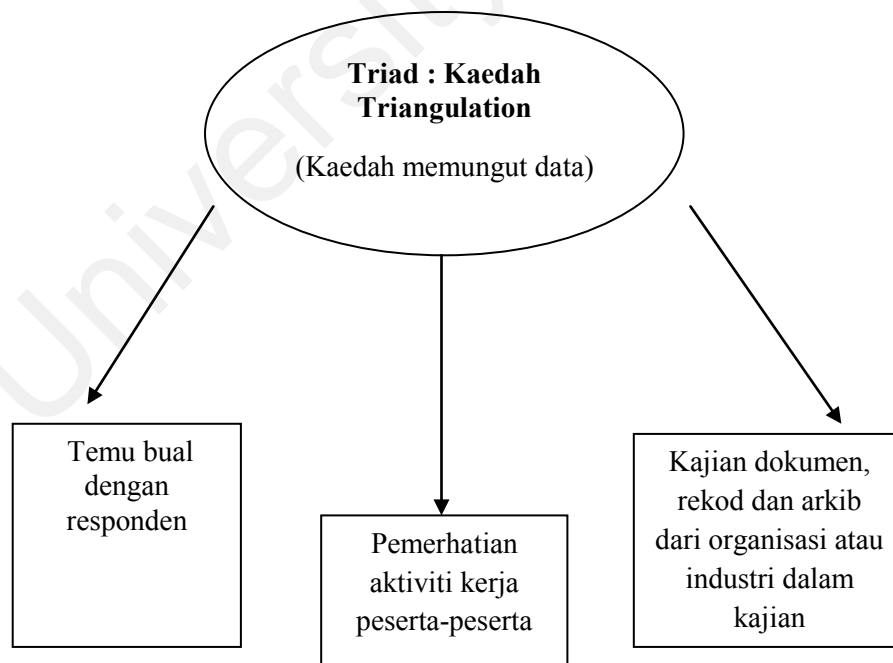 Triad : Kaedah
Triangulation
(Kaedah memungut data)
Temu bual
dengan
responden
Pemerhatian
aktiviti kerja
peserta-peserta
Kajian dokumen,
rekod dan arkib
dari organisasi atau
industri dalam
kajian
University